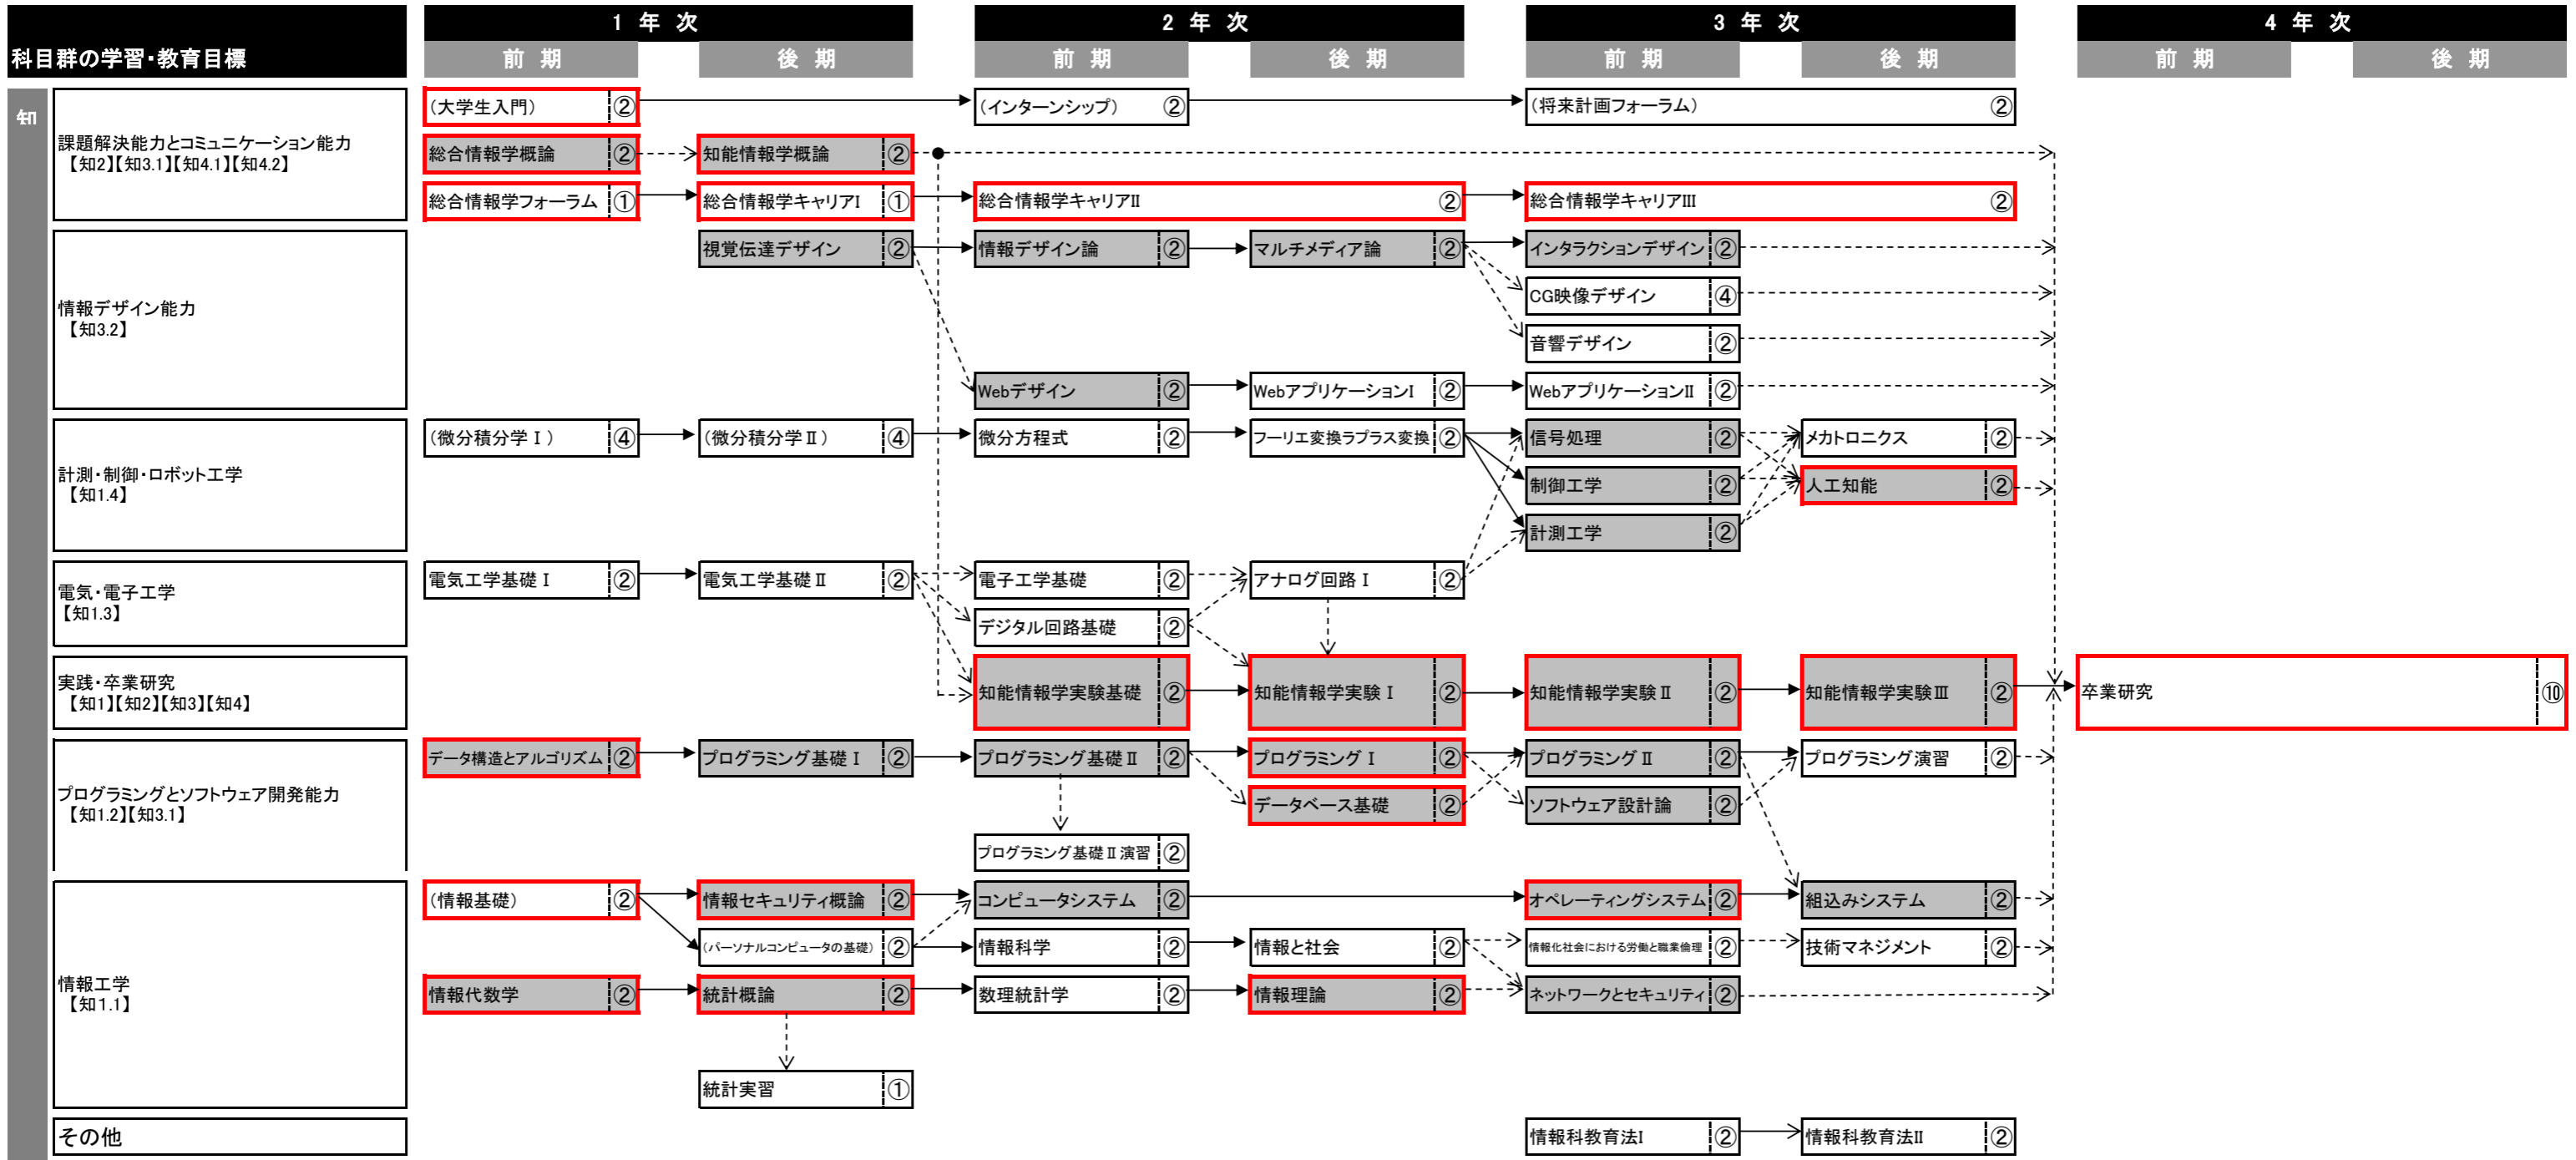 1 年 次 2 年 次 3 年 次 4 年 次
科目群の学習・教育目標 前 期 後 期 前 期 後 期 前 期 後 期 前 期 後 期
知
課題解決能力とコミュニケーション能力
【知2】【知3.1】【知4.1】【知4.2】
(大学生入門) ② (インターンシップ) ② (将来計画フォーラム) ②
総合情報学概論 ② 知能情報学概論 ②
総合情報学フォーラム ① 総合情報学キャリアI ① 総合情報学キャリアII ② 総合情報学キャリアIII ②
情報デザイン能力
【知3.2】
視覚伝達デザイン ② 情報デザイン論 ② マルチメディア論 ② インタラクションデザイン ②
CG映像デザイン ④
音響デザイン ②
Webデザイン ② WebアプリケーションI ② WebアプリケーションII ②
計測・制御・ロボット工学
【知1.4】
(微分積分学Ⅰ) ④ (微分積分学Ⅱ) ④ 微分方程式 ② フーリエ変換ラプラス変換 ② 信号処理 ② メカトロニクス ②
制御工学 ② 人工知能 ②
計測工学 ②
電気・電子工学
【知1.3】
電気工学基礎Ⅰ ② 電気工学基礎Ⅱ ② 電子工学基礎 ② アナログ回路Ⅰ ②
デジタル回路基礎 ②
実践・卒業研究
【知1】【知2】【知3】【知4】
知能情報学実験基礎 ② 知能情報学実験Ⅰ ② 知能情報学実験Ⅱ ② 知能情報学実験Ⅲ ② 卒業研究 ⑩
プログラミングとソフトウェア開発能力
【知1.2】【知3.1】
データ構造とアルゴリズム ② プログラミング基礎Ⅰ ② プログラミング基礎Ⅱ ② プログラミングⅠ ② プログラミングⅡ ② プログラミング演習 ②
データベース基礎 ② ソフトウェア設計論 ②
プログラミング基礎Ⅱ演習 ②
情報工学
【知1.1】
(情報基礎) ② 情報セキュリティ概論 ② コンピュータシステム ② オペレーティングシステム ② 組込みシステム ②
(パーソナルコンピュータの基礎) ② 情報科学 ② 情報と社会 ② 情報化社会における労働と職業倫理 ② 技術マネジメント ②
情報代数学 ② 統計概論 ② 数理統計学 ② 情報理論 ② ネットワークとセキュリティ ②
統計実習 ①
その他
情報科教育法I ② 情報科教育法II ②